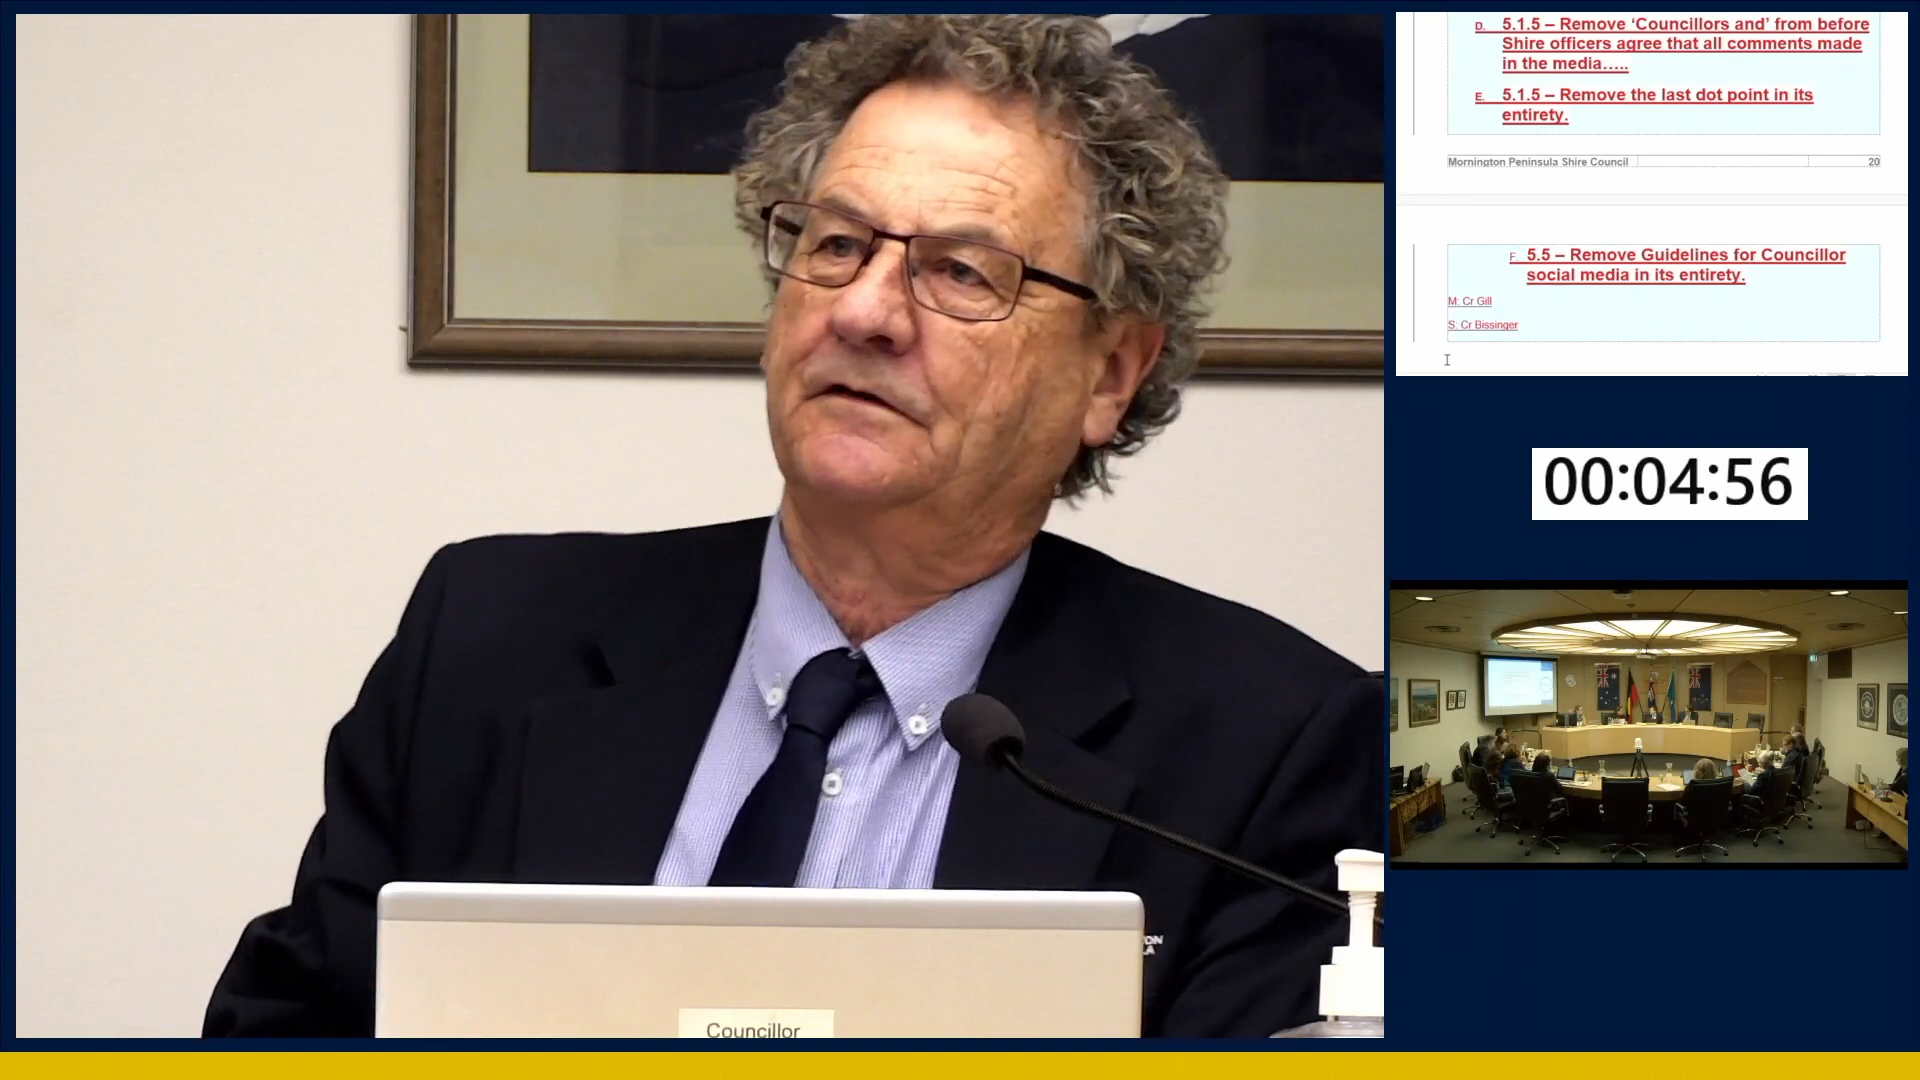 D. 5.1.5 – Remove ‘Councillors and’ from before
Shire officers agree that all comments made
in the media…..
E. 5.1.5 – Remove the last dot point in its
entirety.
Mornington Peninsula Shire Council 20
F. 5.5 – Remove Guidelines for Councillor
social media in its entirety.
M: Cr Gill
S: Cr Bissinger
00:04:56
Councillor